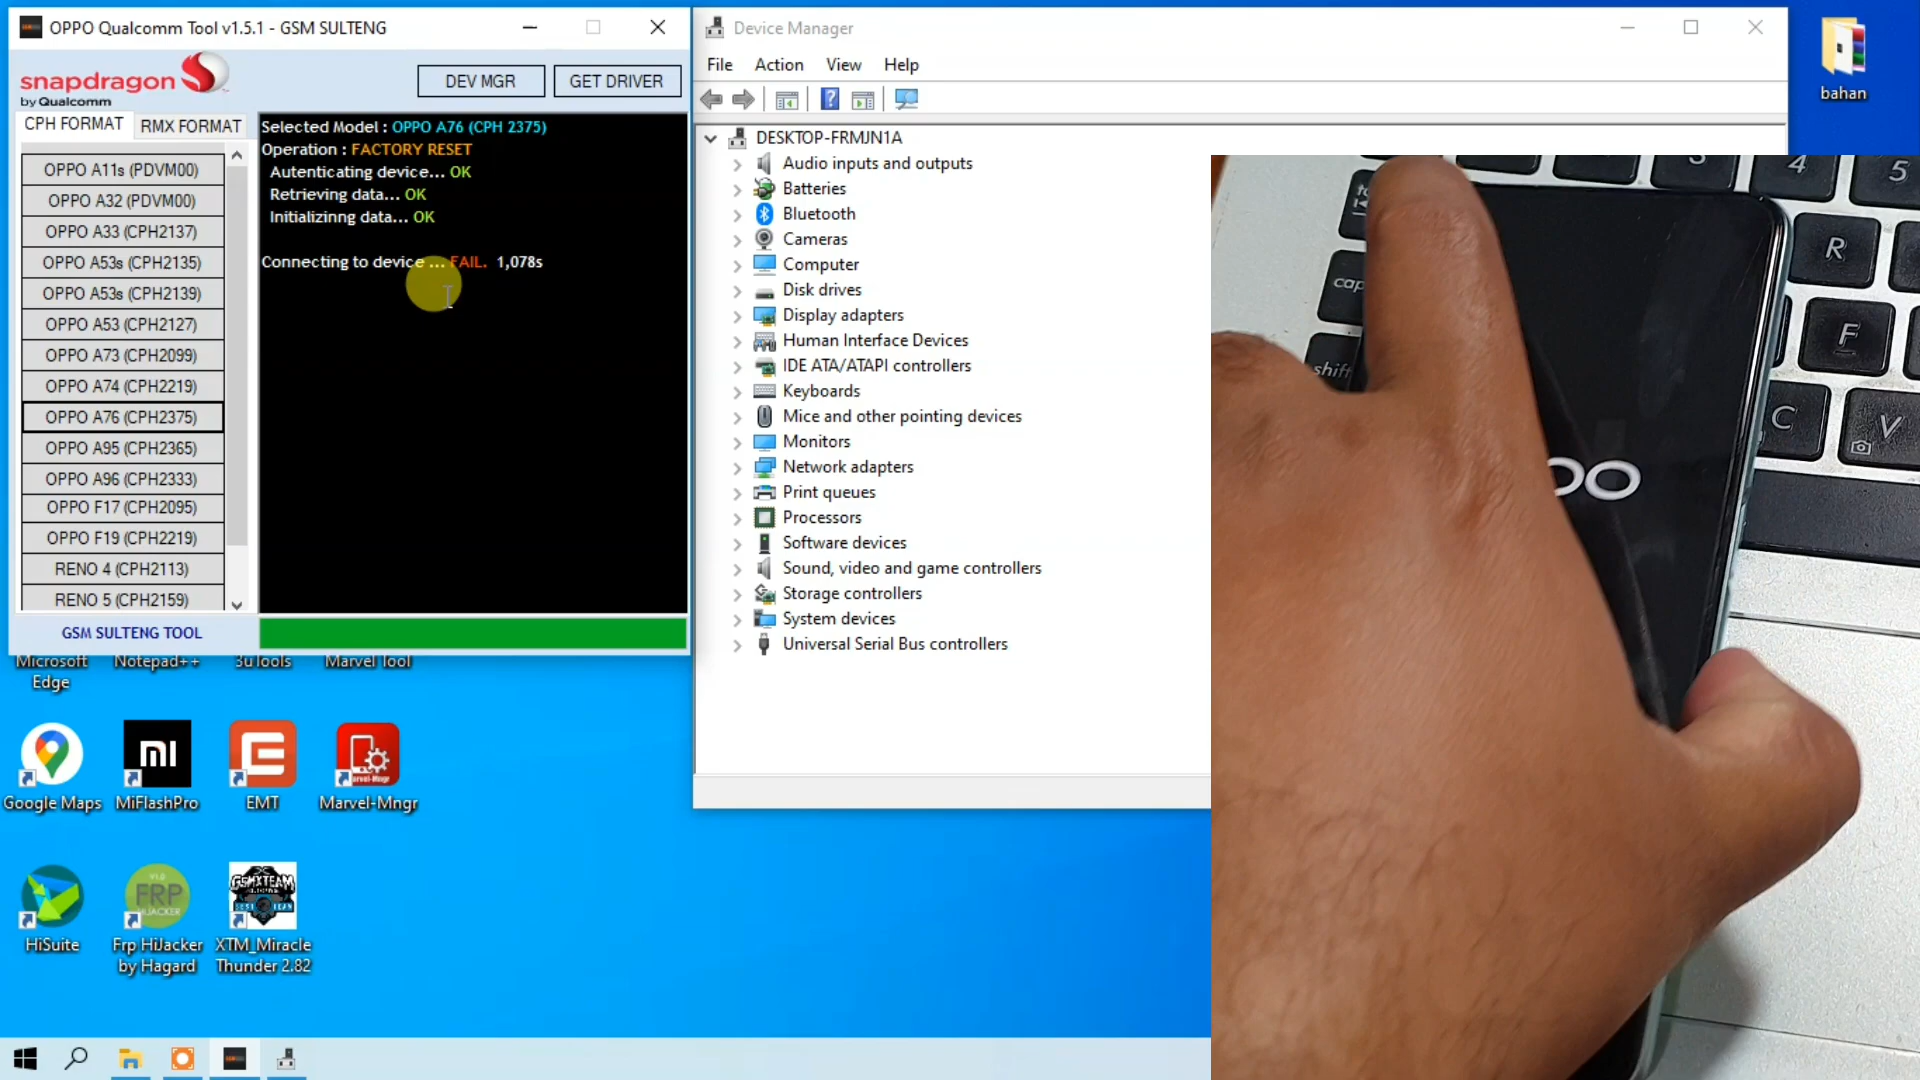 OPPO Qualcomm Tool v1.5.1 - GSM SULTENG
snapdragon
by Qualcomm
DEV MGR
GET DRIVER
CPH FORMAT
RMX FORMAT
OPPO A11s (PDVM00)
OPPO A32 (PDVM00)
OPPO A33 (CPH2137)
OPPO A53s (CPH2135)
OPPO A53s (CPH2139)
OPPO A53 (CPH2127)
OPPO A73 (CPH2099)
OPPO A74 (CPH2219)
OPPO A76 (CPH2375)
OPPO A95 (CPH2365)
OPPO A96 (CPH2333)
OPPO F17 (CPH2095)
OPPO F19 (CPH2219)
RENO 4 (CPH2113)
RENO 5 (CPH2159)
GSM SULTENG TOOL
Selected Model : OPPO A76 (CPH 2375)
Operation : FACTORY RESET
Autenticating device... OK
Retrieving data... OK
Initializinng data... OK
Connecting to device ... FAIL. 1,078s
Device Manager
File Action View Help
DESKTOP-FRMJN1A
Audio inputs and outputs
Batteries
Bluetooth
Cameras
Computer
Disk drives
Display adapters
Human Interface Devices
IDE ATA/ATAPI controllers
Keyboards
Mice and other pointing devices
Monitors
Network adapters
Print queues
Processors
Software devices
Sound, video and game controllers
Storage controllers
System devices
Universal Serial Bus controllers
bahan
Microsoft
Edge
Notepad++
3uTools
Marvel Tool
Google Maps
MiFlashPro
EMT
Marvel-Mngr
HiSuite
Frp HiJacker
by Hagard
XTM_Miracle
Thunder 2.82
4
5
R
F
C
V
shift